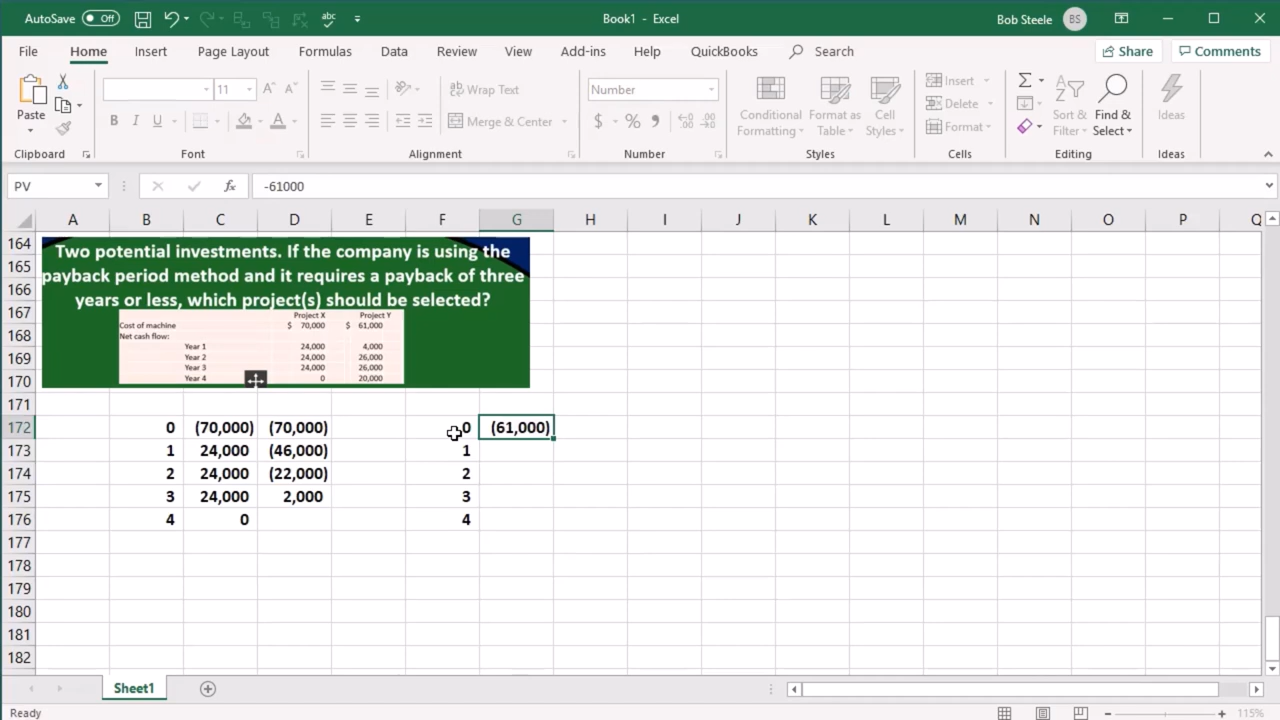 AutoSave Off abc Book1 - Excel Bob Steele BS
File Home Insert Page Layout Formulas Data Review View Add-ins Help QuickBooks Search Share Comments
Paste 11 A A Wrap Text Number Conditional Formatting Format as Table Cell Styles Insert Σ Sort & Filter Find & Select Ideas
B I U A Merge & Center $ % Delete
Format
Clipboard Font Alignment Number Styles Cells Editing Ideas
PV fx -61000
A B C D E F G H I J K L M N O P Q
164 Two potential investments. If the company is using the
165 payback period method and it requires a payback of three
166 years or less, which project(s) should be selected?
167 Project X Project Y
Cost of machine $ 70,000 $ 61,000
168 Net cash flow:
Year 1 24,000 4,000
169 Year 2 24,000 26,000
Year 3 24,000 26,000
170 Year 4 0 20,000
171
172 0 (70,000) (70,000) 0 (61,000)
173 1 24,000 (46,000) 1
174 2 24,000 (22,000) 2
175 3 24,000 2,000 3
176 4 0 4
177
178
179
180
181
182
Sheet1
Ready 115%